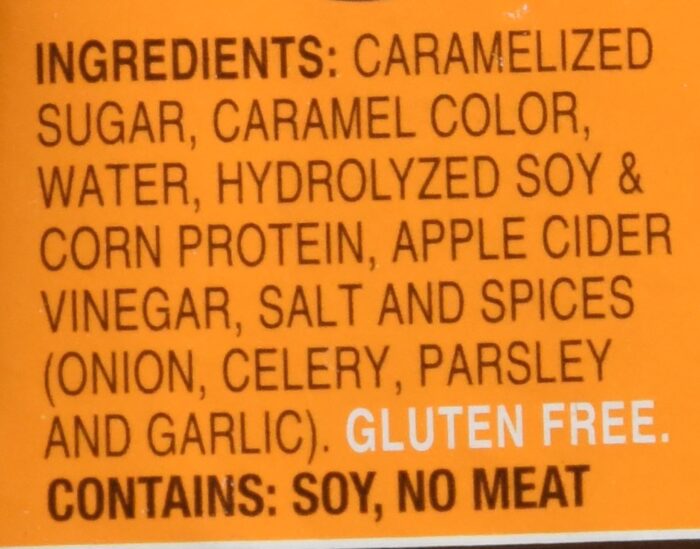 INGREDIENTS: CARAMELIZED
SUGAR, CARAMEL COLOR,
WATER, HYDROLYZED SOY &
CORN PROTEIN, APPLE CIDER
VINEGAR, SALT AND SPICES
(ONION, CELERY, PARSLEY
AND GARLIC). GLUTEN FREE.
CONTAINS: SOY, NO MEAT